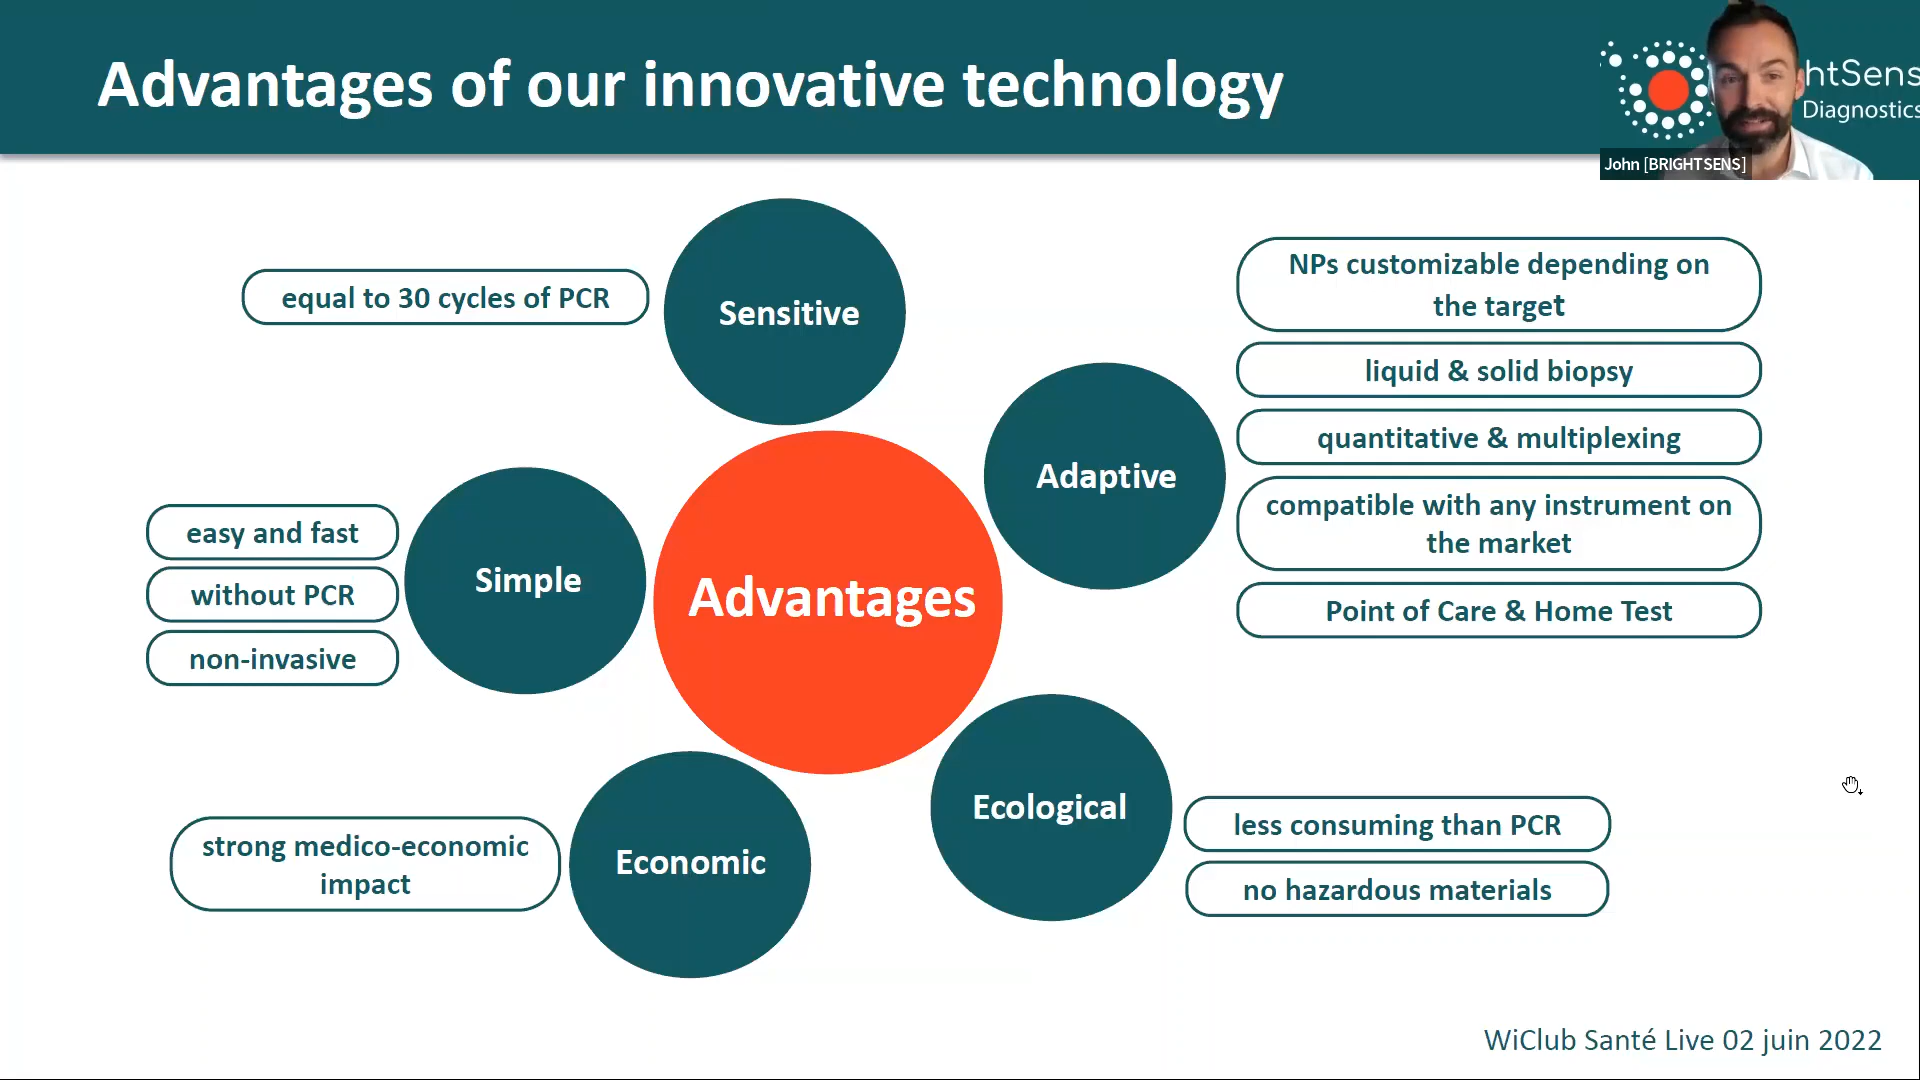 Advantages of our innovative technology
htSens
Diagnostics
John [BRIGHTSENS]
equal to 30 cycles of PCR
Sensitive
NPs customizable depending on
the target
liquid & solid biopsy
quantitative & multiplexing
compatible with any instrument on
the market
Point of Care & Home Test
Adaptive
easy and fast
without PCR
non-invasive
Simple
Advantages
Ecological
less consuming than PCR
no hazardous materials
strong medico-economic
impact
Economic
WiClub Santé Live 02 juin 2022